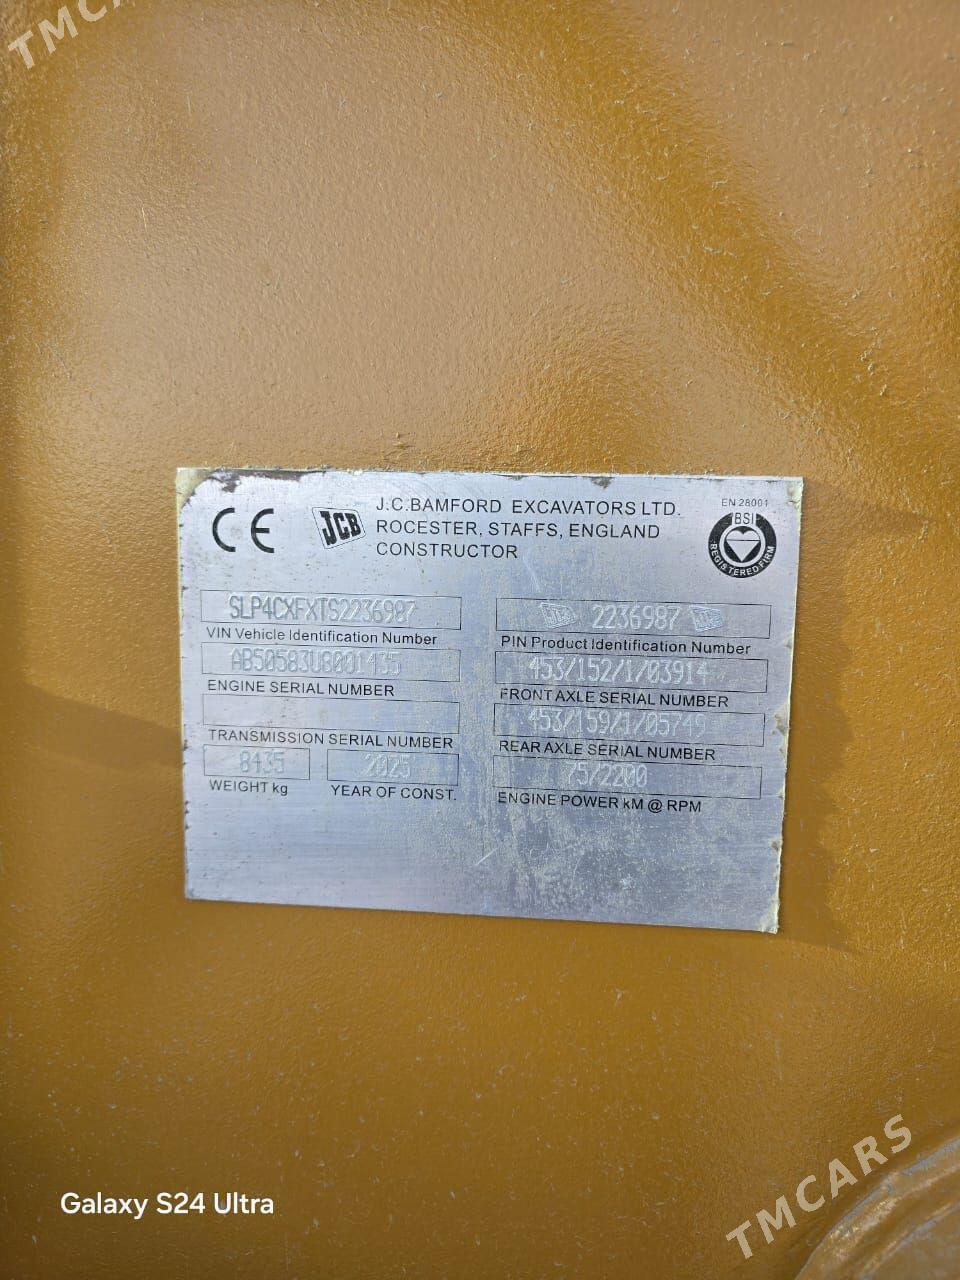 TMCARS
CE
JCB
J.C.BAMFORD EXCAVATORS LTD.
ROCESTER, STAFFS, ENGLAND
CONSTRUCTOR
EN 28001
BSI
REGISTERED FIRM
SLP4CXFXTS2236987
VIN Vehicle Identification Number
JCB 2236987 JCB
PIN Product Identification Number
AB50583U8001435
ENGINE SERIAL NUMBER
453/152/1/03914
FRONT AXLE SERIAL NUMBER
TRANSMISSION SERIAL NUMBER
453/159/1/05749
REAR AXLE SERIAL NUMBER
8435
WEIGHT kg
2025
YEAR OF CONST.
75/2200
ENGINE POWER kM @ RPM
Galaxy S24 Ultra
TMCARS